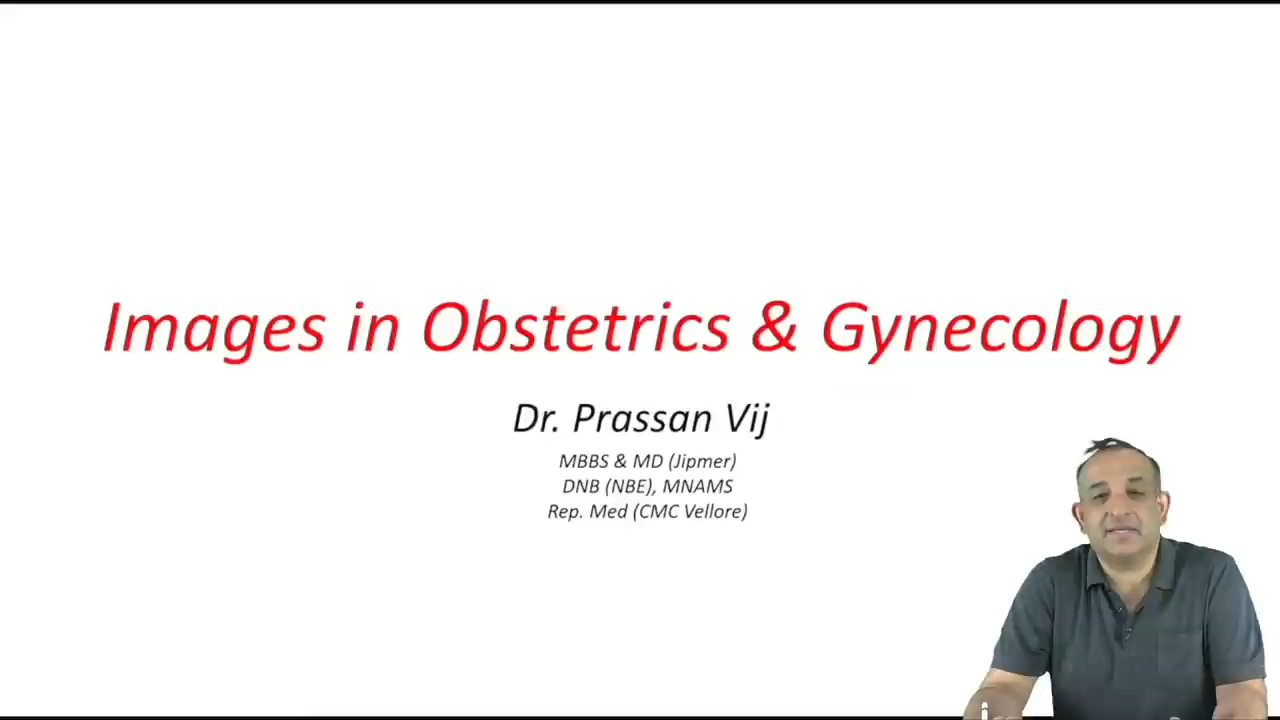 Images in Obstetrics & Gynecology
Dr. Prassan Vij
MBBS & MD (Jipmer)
DNB (NBE), MNAMS
Rep. Med (CMC Vellore)